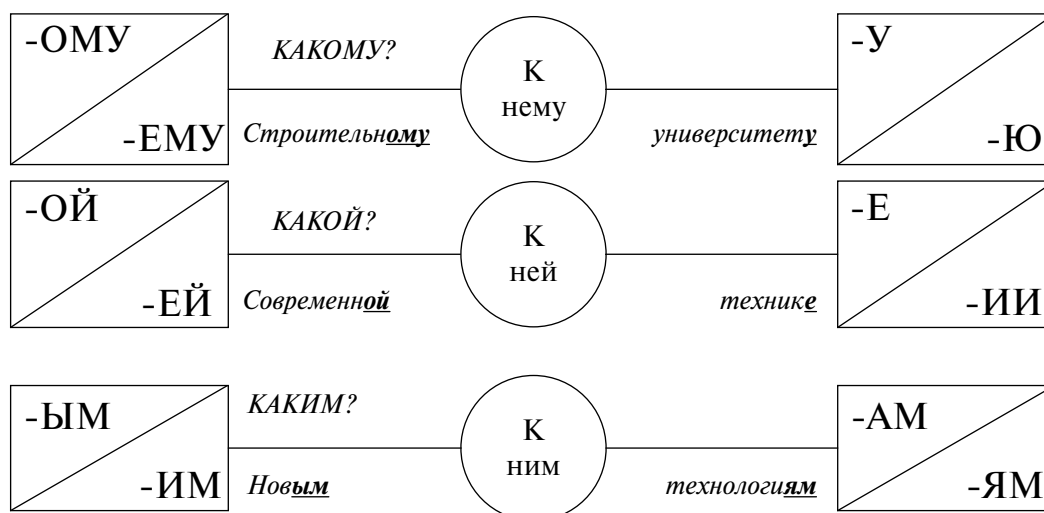 -ОМУ
-ЕМУ
КАКОМУ?
Строительному
К
нему
университету
-У
-Ю
-ОЙ
-ЕЙ
КАКОЙ?
Современной
К
ней
технике
-Е
-ИИ
-ЫМ
-ИМ
КАКИМ?
Новым
К
ним
технологиям
-АМ
-ЯМ